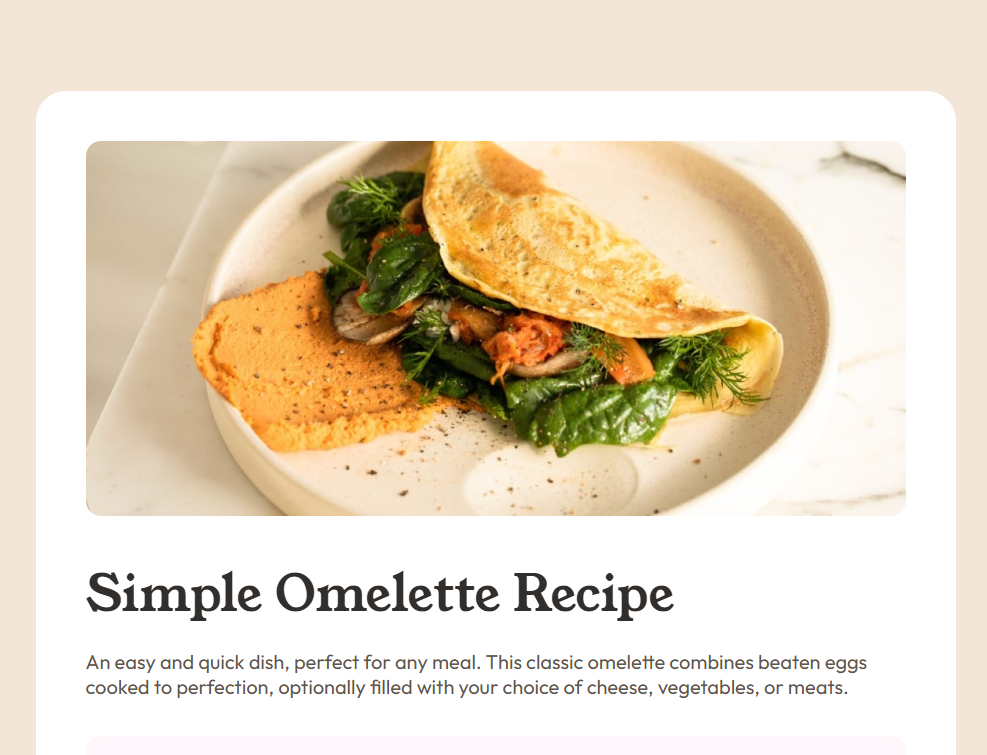 Simple Omelette Recipe
An easy and quick dish, perfect for any meal. This classic omelette combines beaten eggs
cooked to perfection, optionally filled with your choice of cheese, vegetables, or meats.